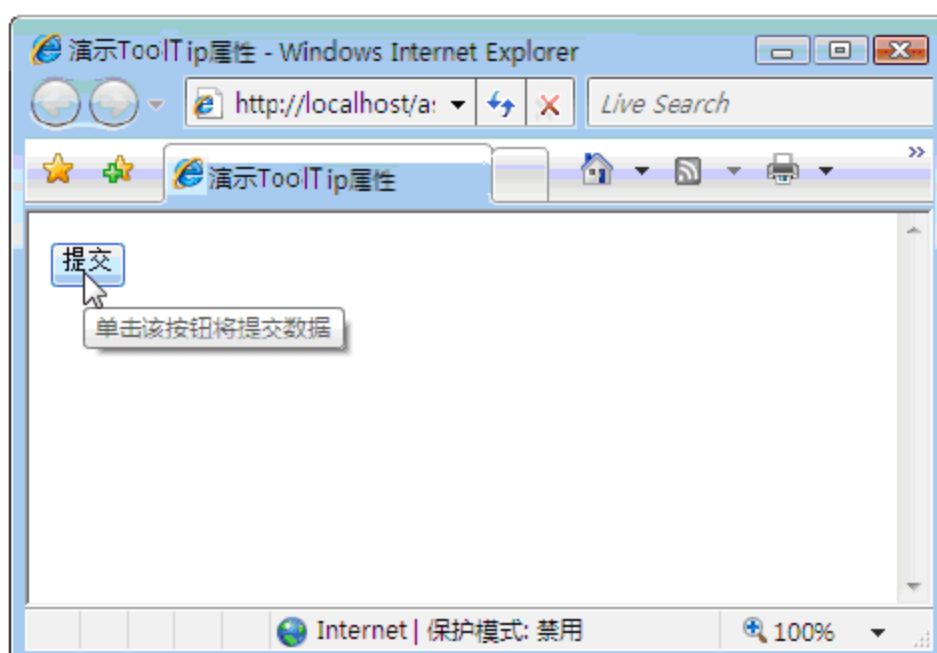 演示ToolTip属性 - Windows Internet Explorer
http://localhost/a:
Live Search
演示ToolTip属性
提交
单击该按钮将提交数据
Internet | 保护模式: 禁用
100%